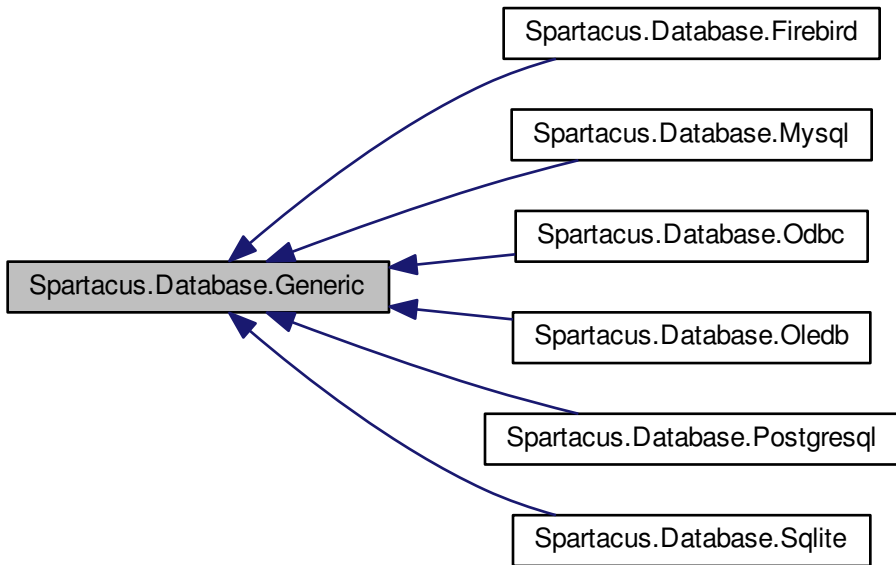 Spartacus.Database.Firebird
Spartacus.Database.Mysql
Spartacus.Database.Odbc
Spartacus.Database.Generic
Spartacus.Database.Oledb
Spartacus.Database.Postgresql
Spartacus.Database.Sqlite